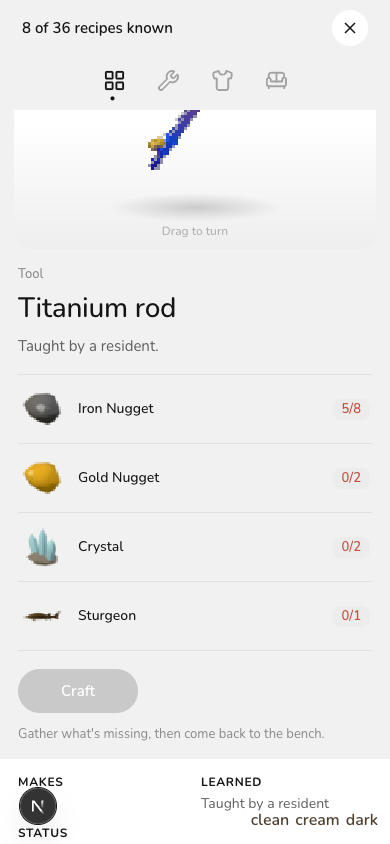 8 of 36 recipes known
Drag to turn
Tool
Titanium rod
Taught by a resident.
Iron Nugget 5/8
Gold Nugget 0/2
Crystal 0/2
Sturgeon 0/1
Craft
Gather what's missing, then come back to the bench.
MAKES
LEARNED
N
Taught by a resident
clean cream dark
STATUS